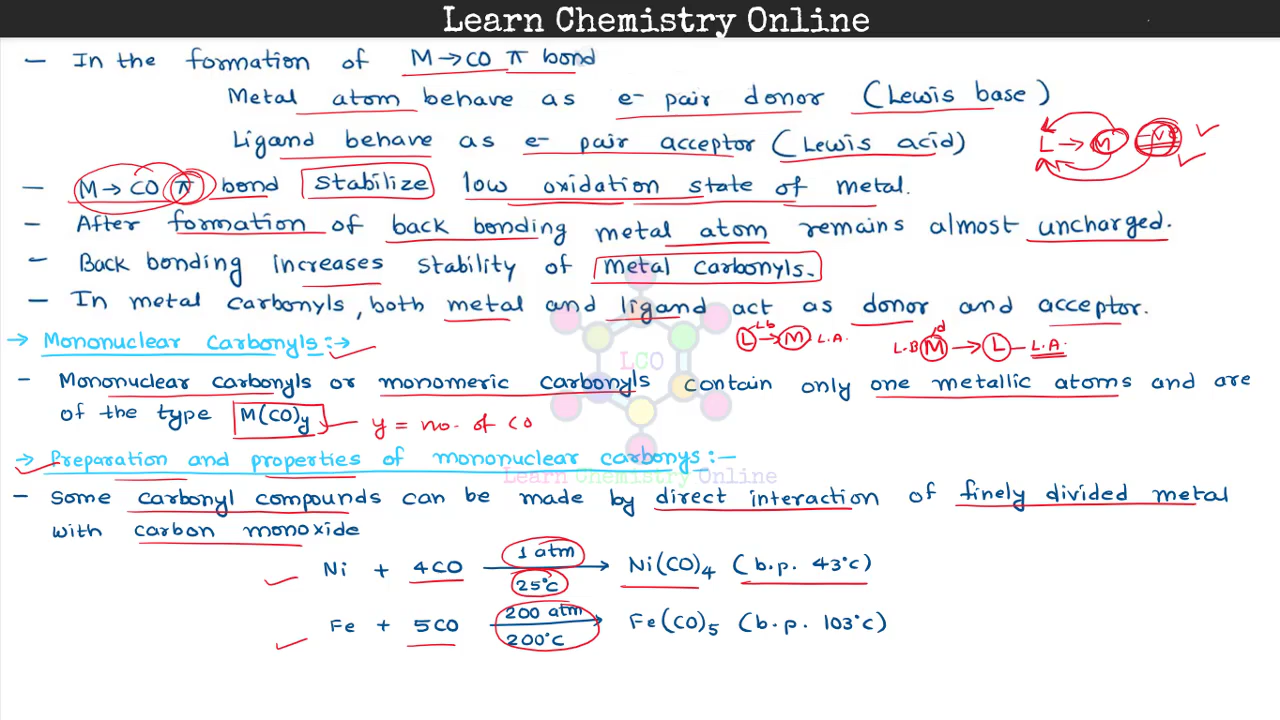 Learn Chemistry Online
- In the formation of M→CO π bond
Metal atom behave as e- pair donor (Lewis base)
Ligand behave as e- pair acceptor (Lewis acid)
L → M
- M→CO π bond stabilize low oxidation state of metal.
- After formation of back bonding metal atom remains almost uncharged.
- Back bonding increases stability of metal carbonyls.
- In metal carbonyls, both metal and ligand act as donor and acceptor.
→ Mononuclear Carbonyls :→
L Lb → M L.A.
L.B M d → L - L.A.
LCO
- Mononuclear carbonyls or monomeric carbonyls contain only one metallic atoms and are
of the type M(CO)y
y = no. of CO
→ Preparation and properties of mononuclear carbonys :-
Learn Chemistry Online
- Some carbonyl compounds can be made by direct interaction of finely divided metal
with carbon monoxide
Ni + 4CO 1 atm 25°c → Ni(CO)4 (b.p. 43°c)
Fe + 5CO 200 atm 200°c → Fe(CO)5 (b.p. 103°c)